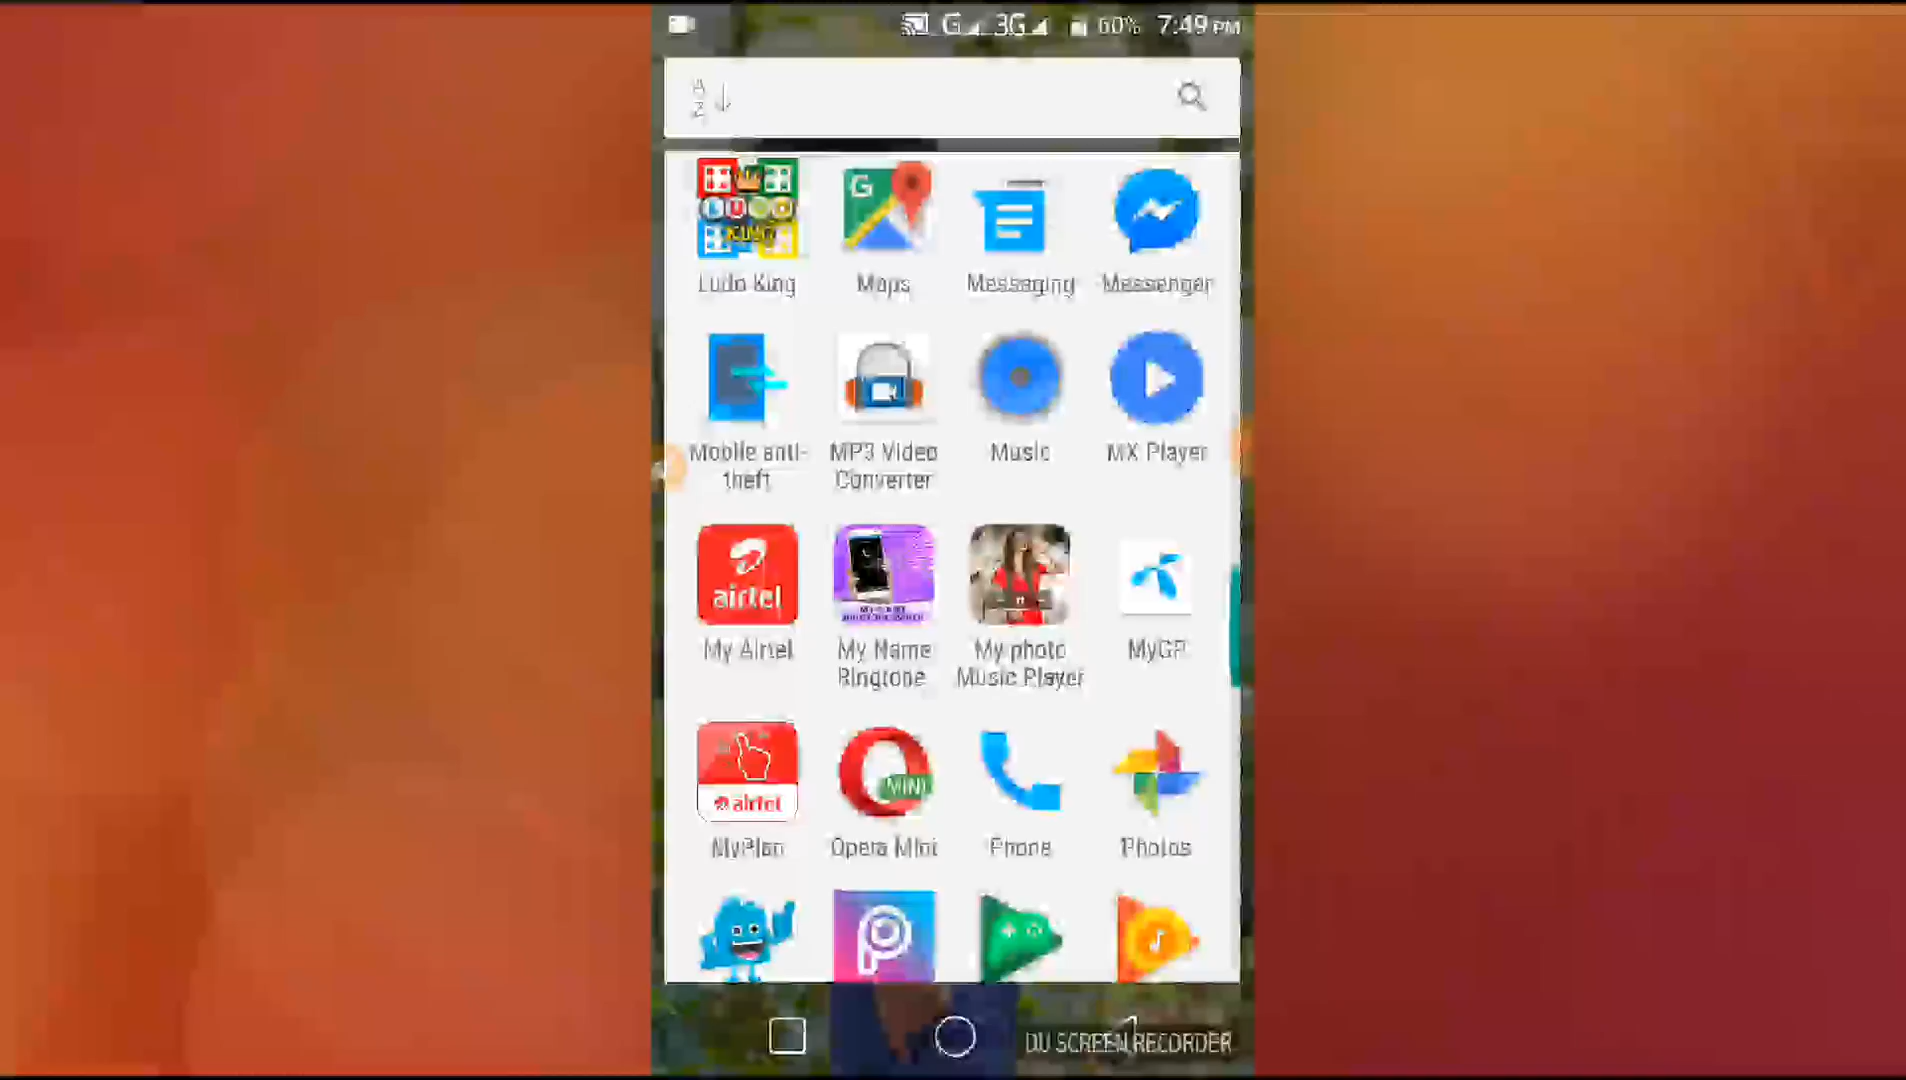 G 3G 60% 7:49 PM
A
Z
Ludo King Maps Messaging Messenger
Mobile anti-theft MP3 Video Converter Music MX Player
airtel
My Airtel My Name Ringtone My photo Music Player MyGP
airtel MINI
MyPlan Opera Mini Phone Photos
DU SCREEN RECORDER